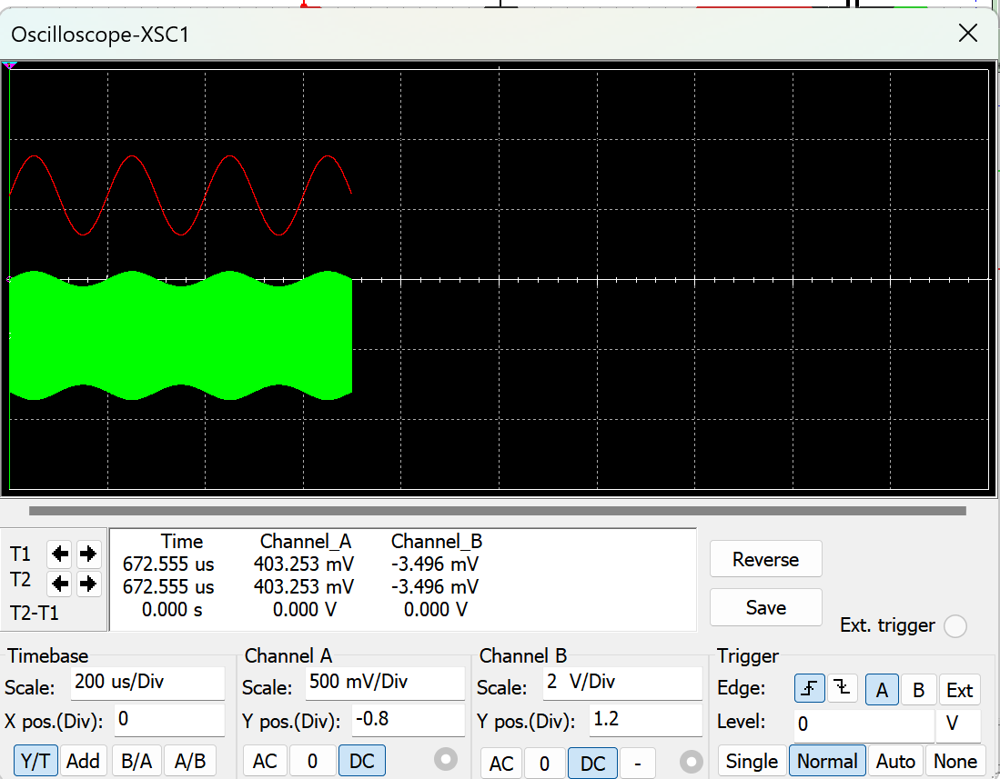 Oscilloscope-XSC1
Time Channel_A Channel_B
T1 672.555 us 403.253 mV -3.496 mV
T2 672.555 us 403.253 mV -3.496 mV
T2-T1 0.000 s 0.000 V 0.000 V
Reverse
Save
Ext. trigger
Timebase
Scale: 200 us/Div
X pos.(Div): 0
Y/T Add B/A A/B
Channel A
Scale: 500 mV/Div
Y pos.(Div): -0.8
AC 0 DC
Channel B
Scale: 2 V/Div
Y pos.(Div): 1.2
AC 0 DC -
Trigger
Edge: A B Ext
Level: 0 V
Single Normal Auto None